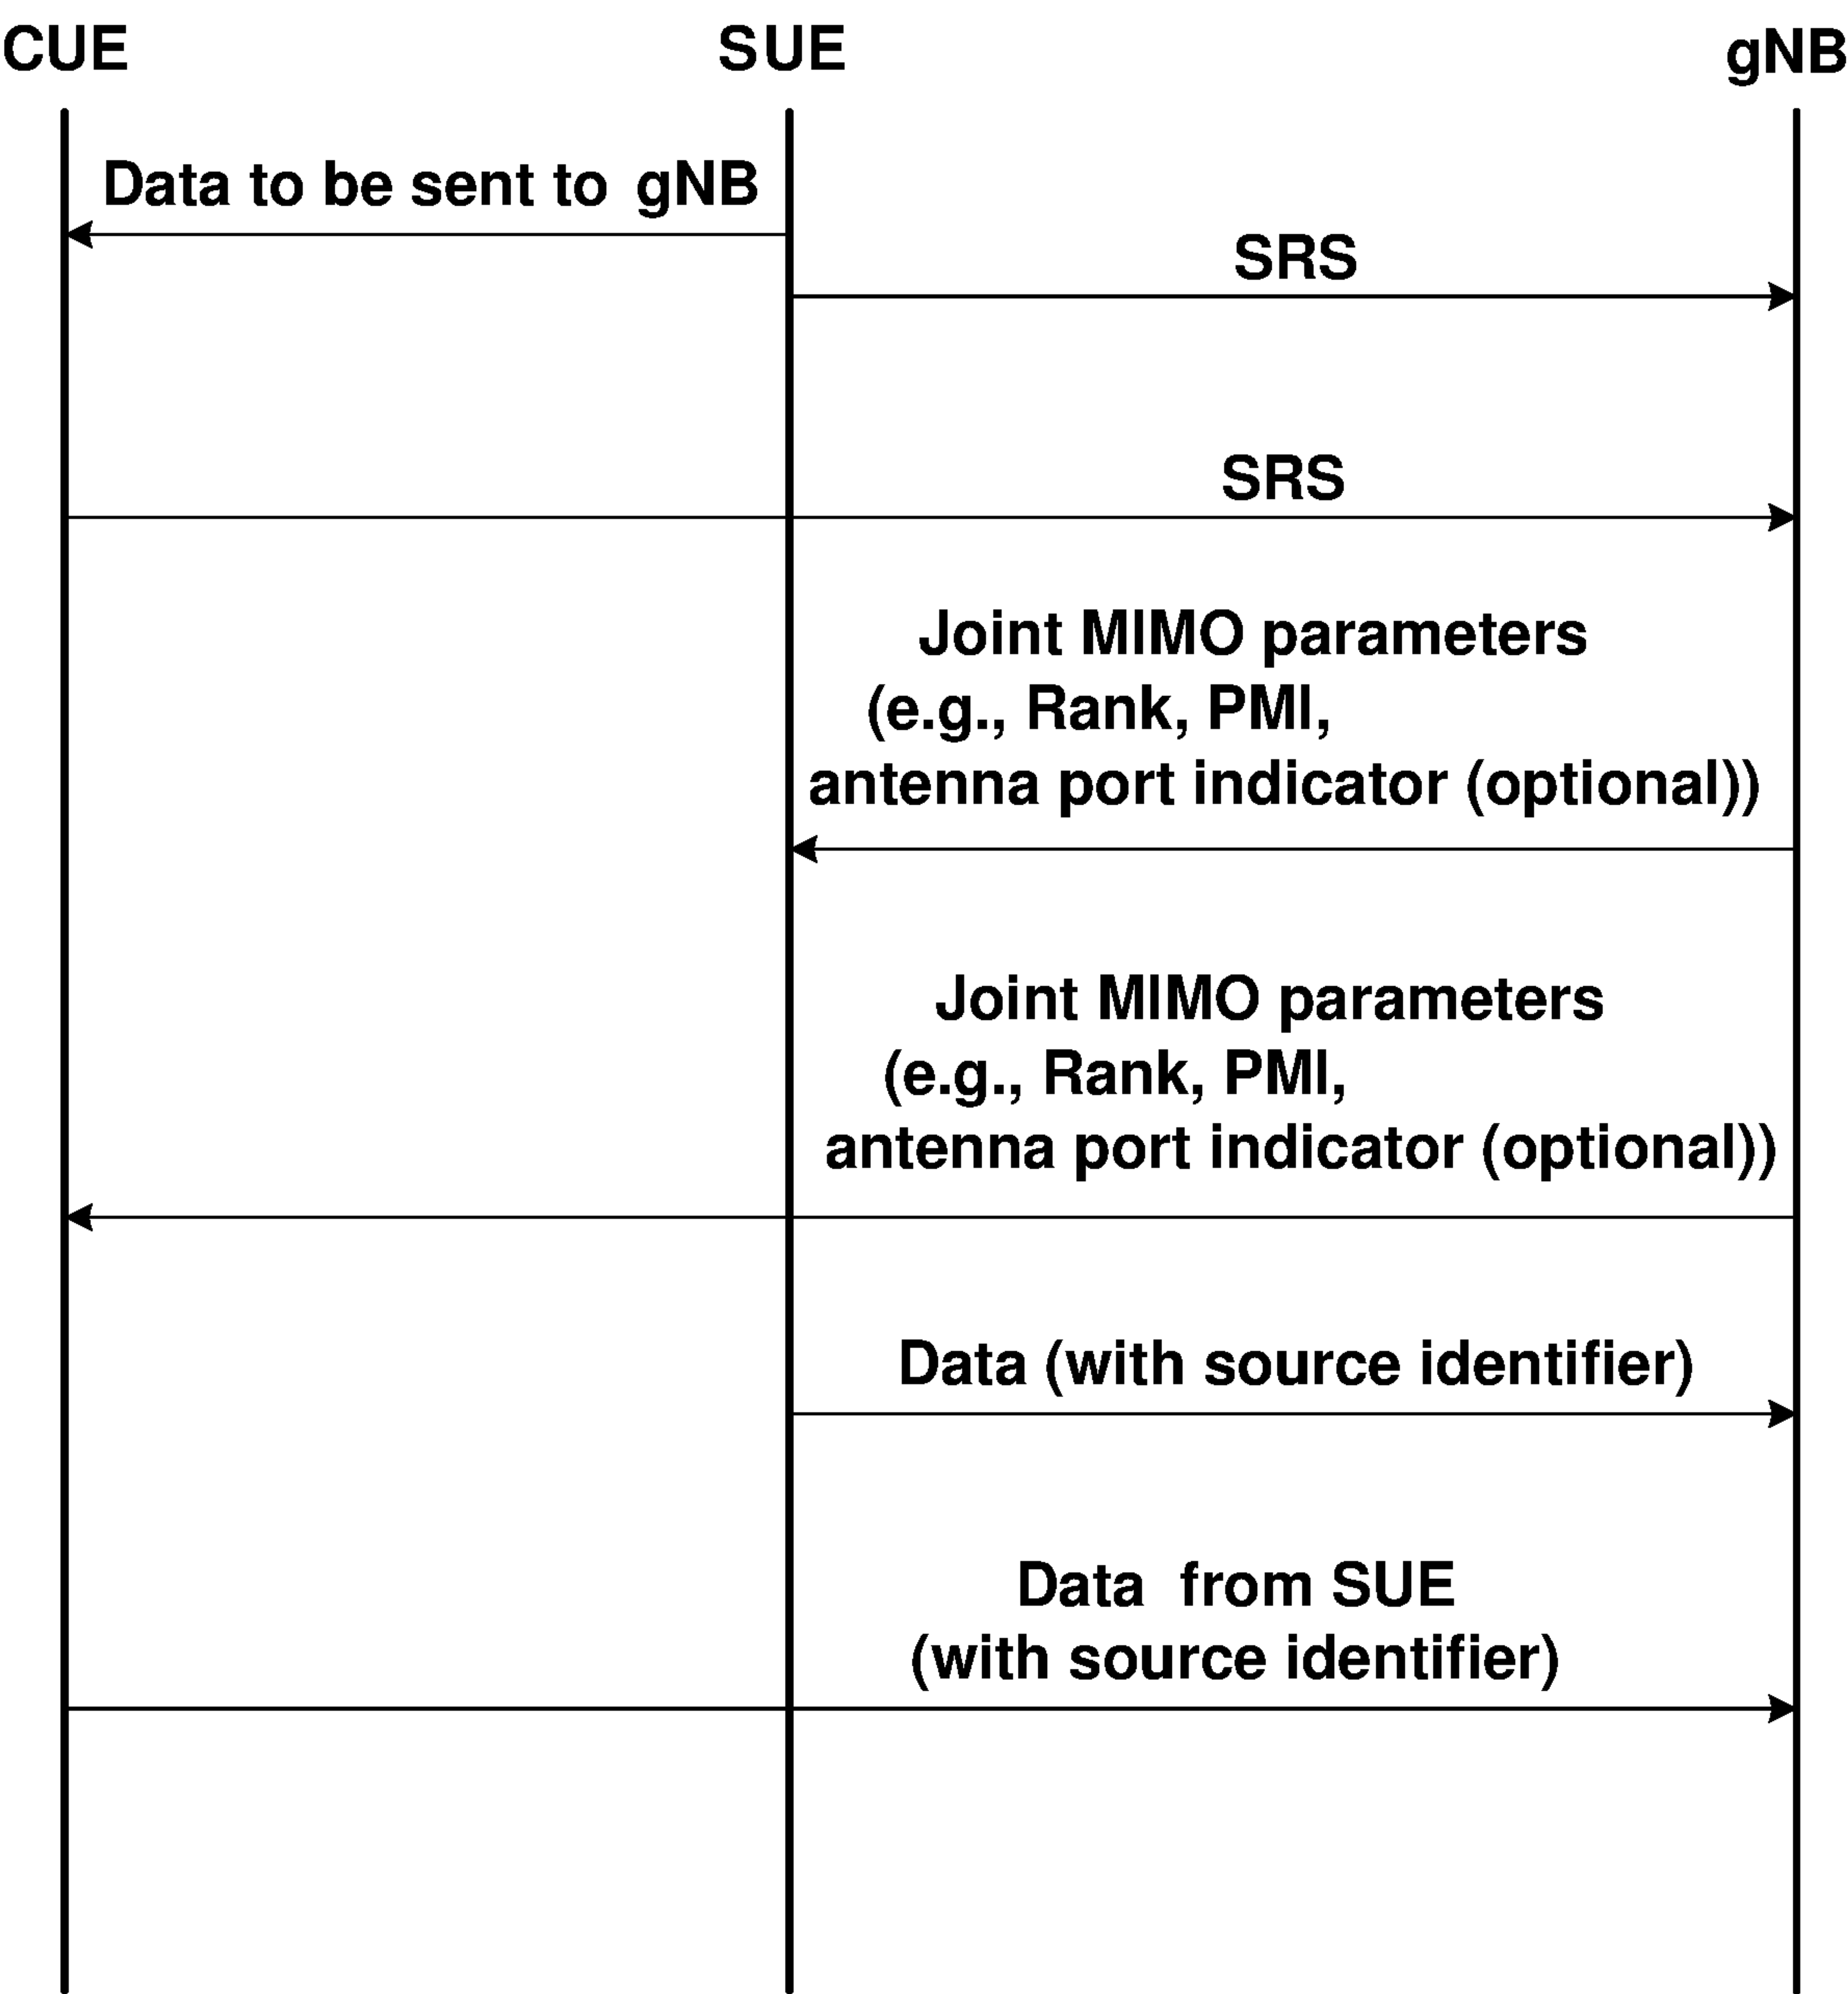 CUE SUE gNB
Data to be sent to gNB
SRS
SRS
Joint MIMO parameters
(e.g., Rank, PMI,
antenna port indicator (optional))
Joint MIMO parameters
(e.g., Rank, PMI,
antenna port indicator (optional))
Data (with source identifier)
Data from SUE
(with source identifier)